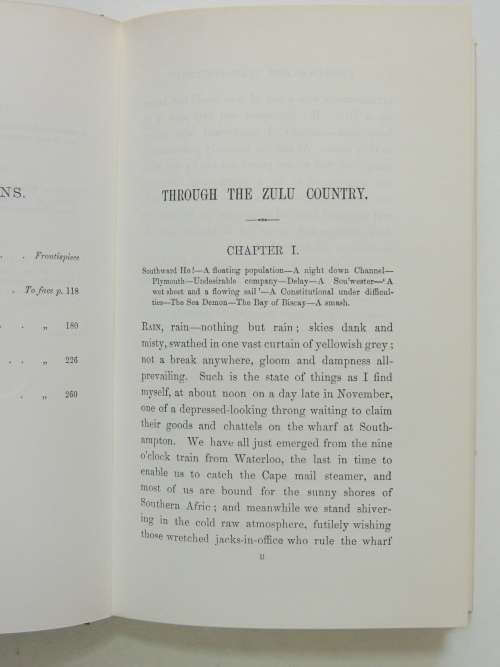 NS.
. . Frontispiece
. To face p. 118
. . „ 180
. . „ 226
. „ 260
THROUGH THE ZULU COUNTRY.
CHAPTER I.
Southward Ho!—A floating population—A night down Channel—
Plymouth—Undesirable company—Delay—A Sou'wester—'A
wet sheet and a flowing sail'—A Constitutional under difficul-
ties—The Sea Demon—The Bay of Biscay—A smash.
RAIN, rain—nothing but rain; skies dank and
misty, swathed in one vast curtain of yellowish grey;
not a break anywhere, gloom and dampness all-
prevailing. Such is the state of things as I find
myself, at about noon on a day late in November,
one of a depressed-looking throng waiting to claim
their goods and chattels on the wharf at South-
ampton. We have all just emerged from the nine
o'clock train from Waterloo, the last in time to
enable us to catch the Cape mail steamer, and
most of us are bound for the sunny shores of
Southern Afric; and meanwhile we stand shiver-
ing in the cold raw atmosphere, futilely wishing
those wretched jacks-in-office who rule the wharf